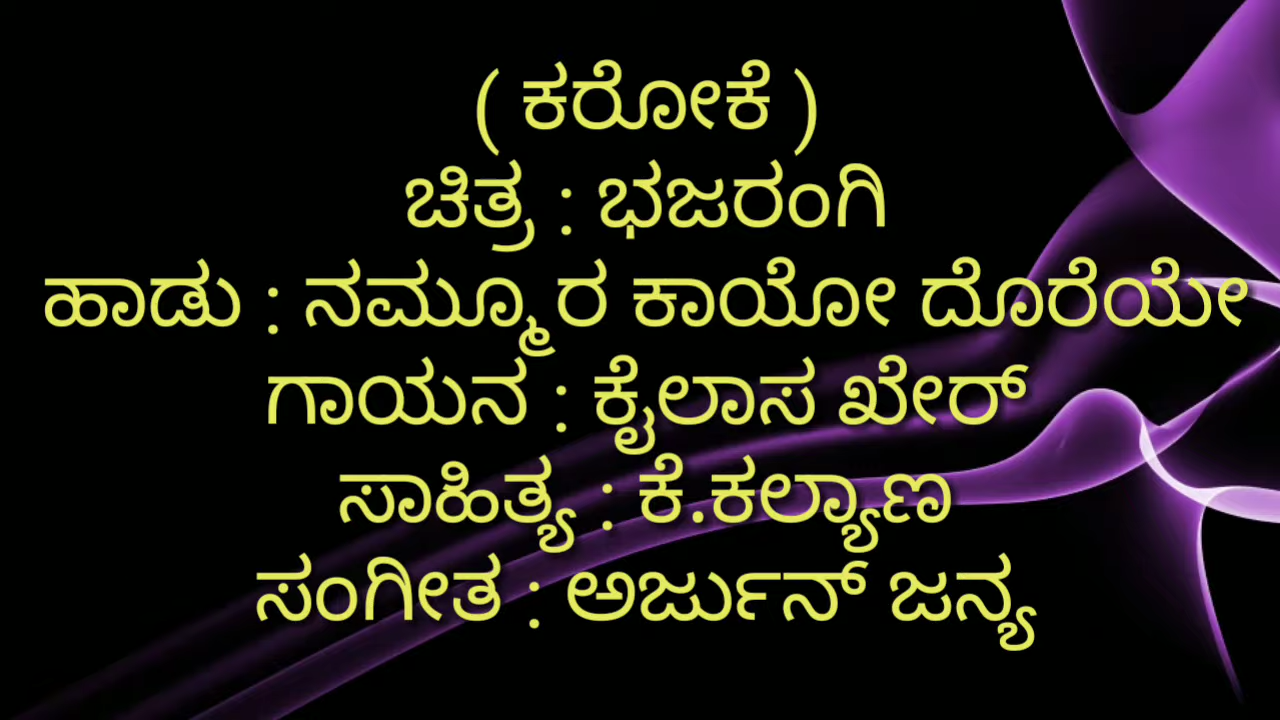 ( ಕರೋಕೆ )
ಚಿತ್ರ : ಭಜರಂಗಿ
ಹಾಡು : ನಮ್ಮೂರ ಕಾಯೋ ದೊರೆಯೇ
ಗಾಯನ : ಕೈಲಾಸ ಖೇರ್
ಸಾಹಿತ್ಯ : ಕೆ.ಕಲ್ಯಾಣ
ಸಂಗೀತ : ಅರ್ಜುನ್ ಜನ್ಯ